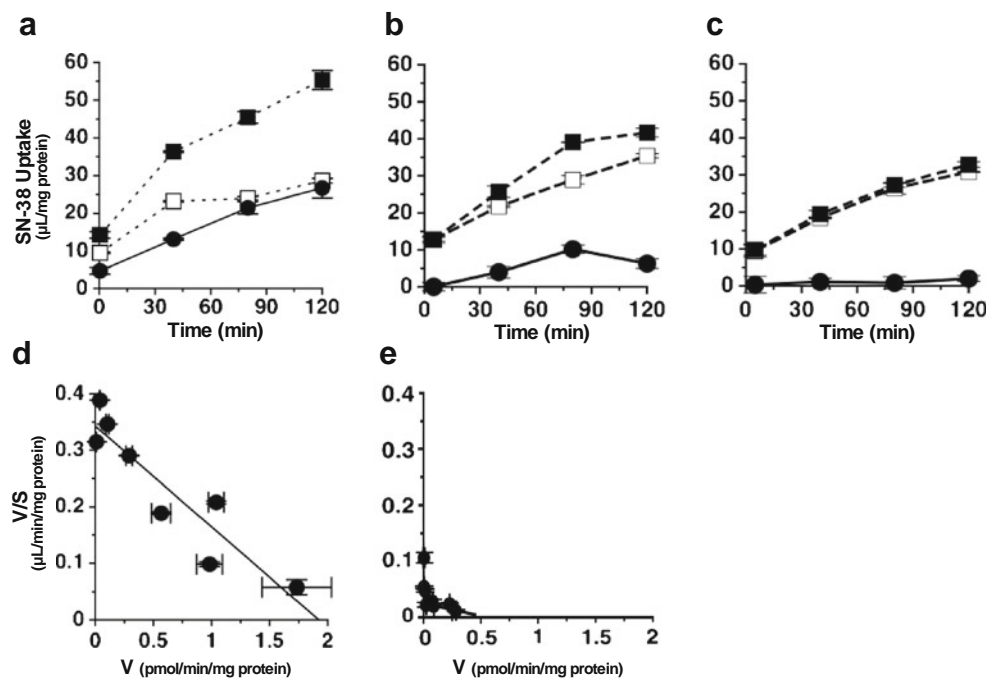 a
b
c
SN-38 Uptake
(µL/mg protein)
60
50
40
30
20
10
0
0 30 60 90 120
Time (min)
60
50
40
30
20
10
0
0 30 60 90 120
Time (min)
60
50
40
30
20
10
0
0 30 60 90 120
Time (min)
d
e
V/S
(µL/min/mg protein)
0.4
0.3
0.2
0.1
0
0 0.5 1 1.5 2
V (pmol/min/mg protein)
0.4
0.3
0.2
0.1
0
0 0.5 1 1.5 2
V (pmol/min/mg protein)